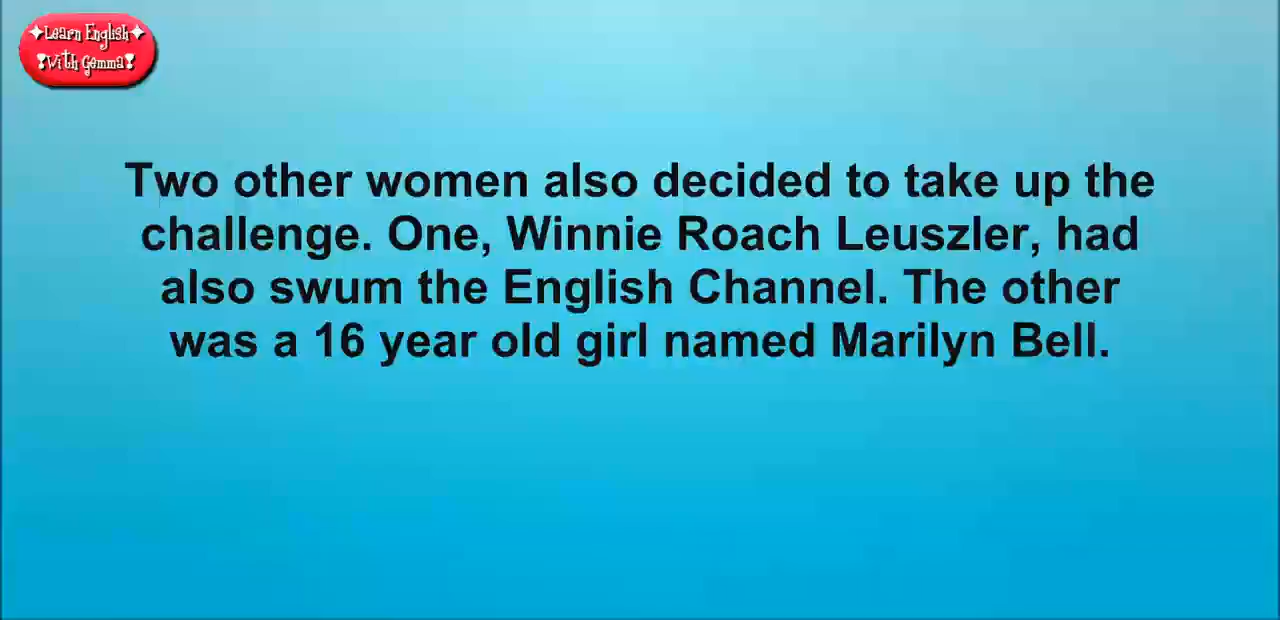 ✦Learn English✦
❣With Gemma❣
Two other women also decided to take up the
challenge. One, Winnie Roach Leuszler, had
also swum the English Channel. The other
was a 16 year old girl named Marilyn Bell.